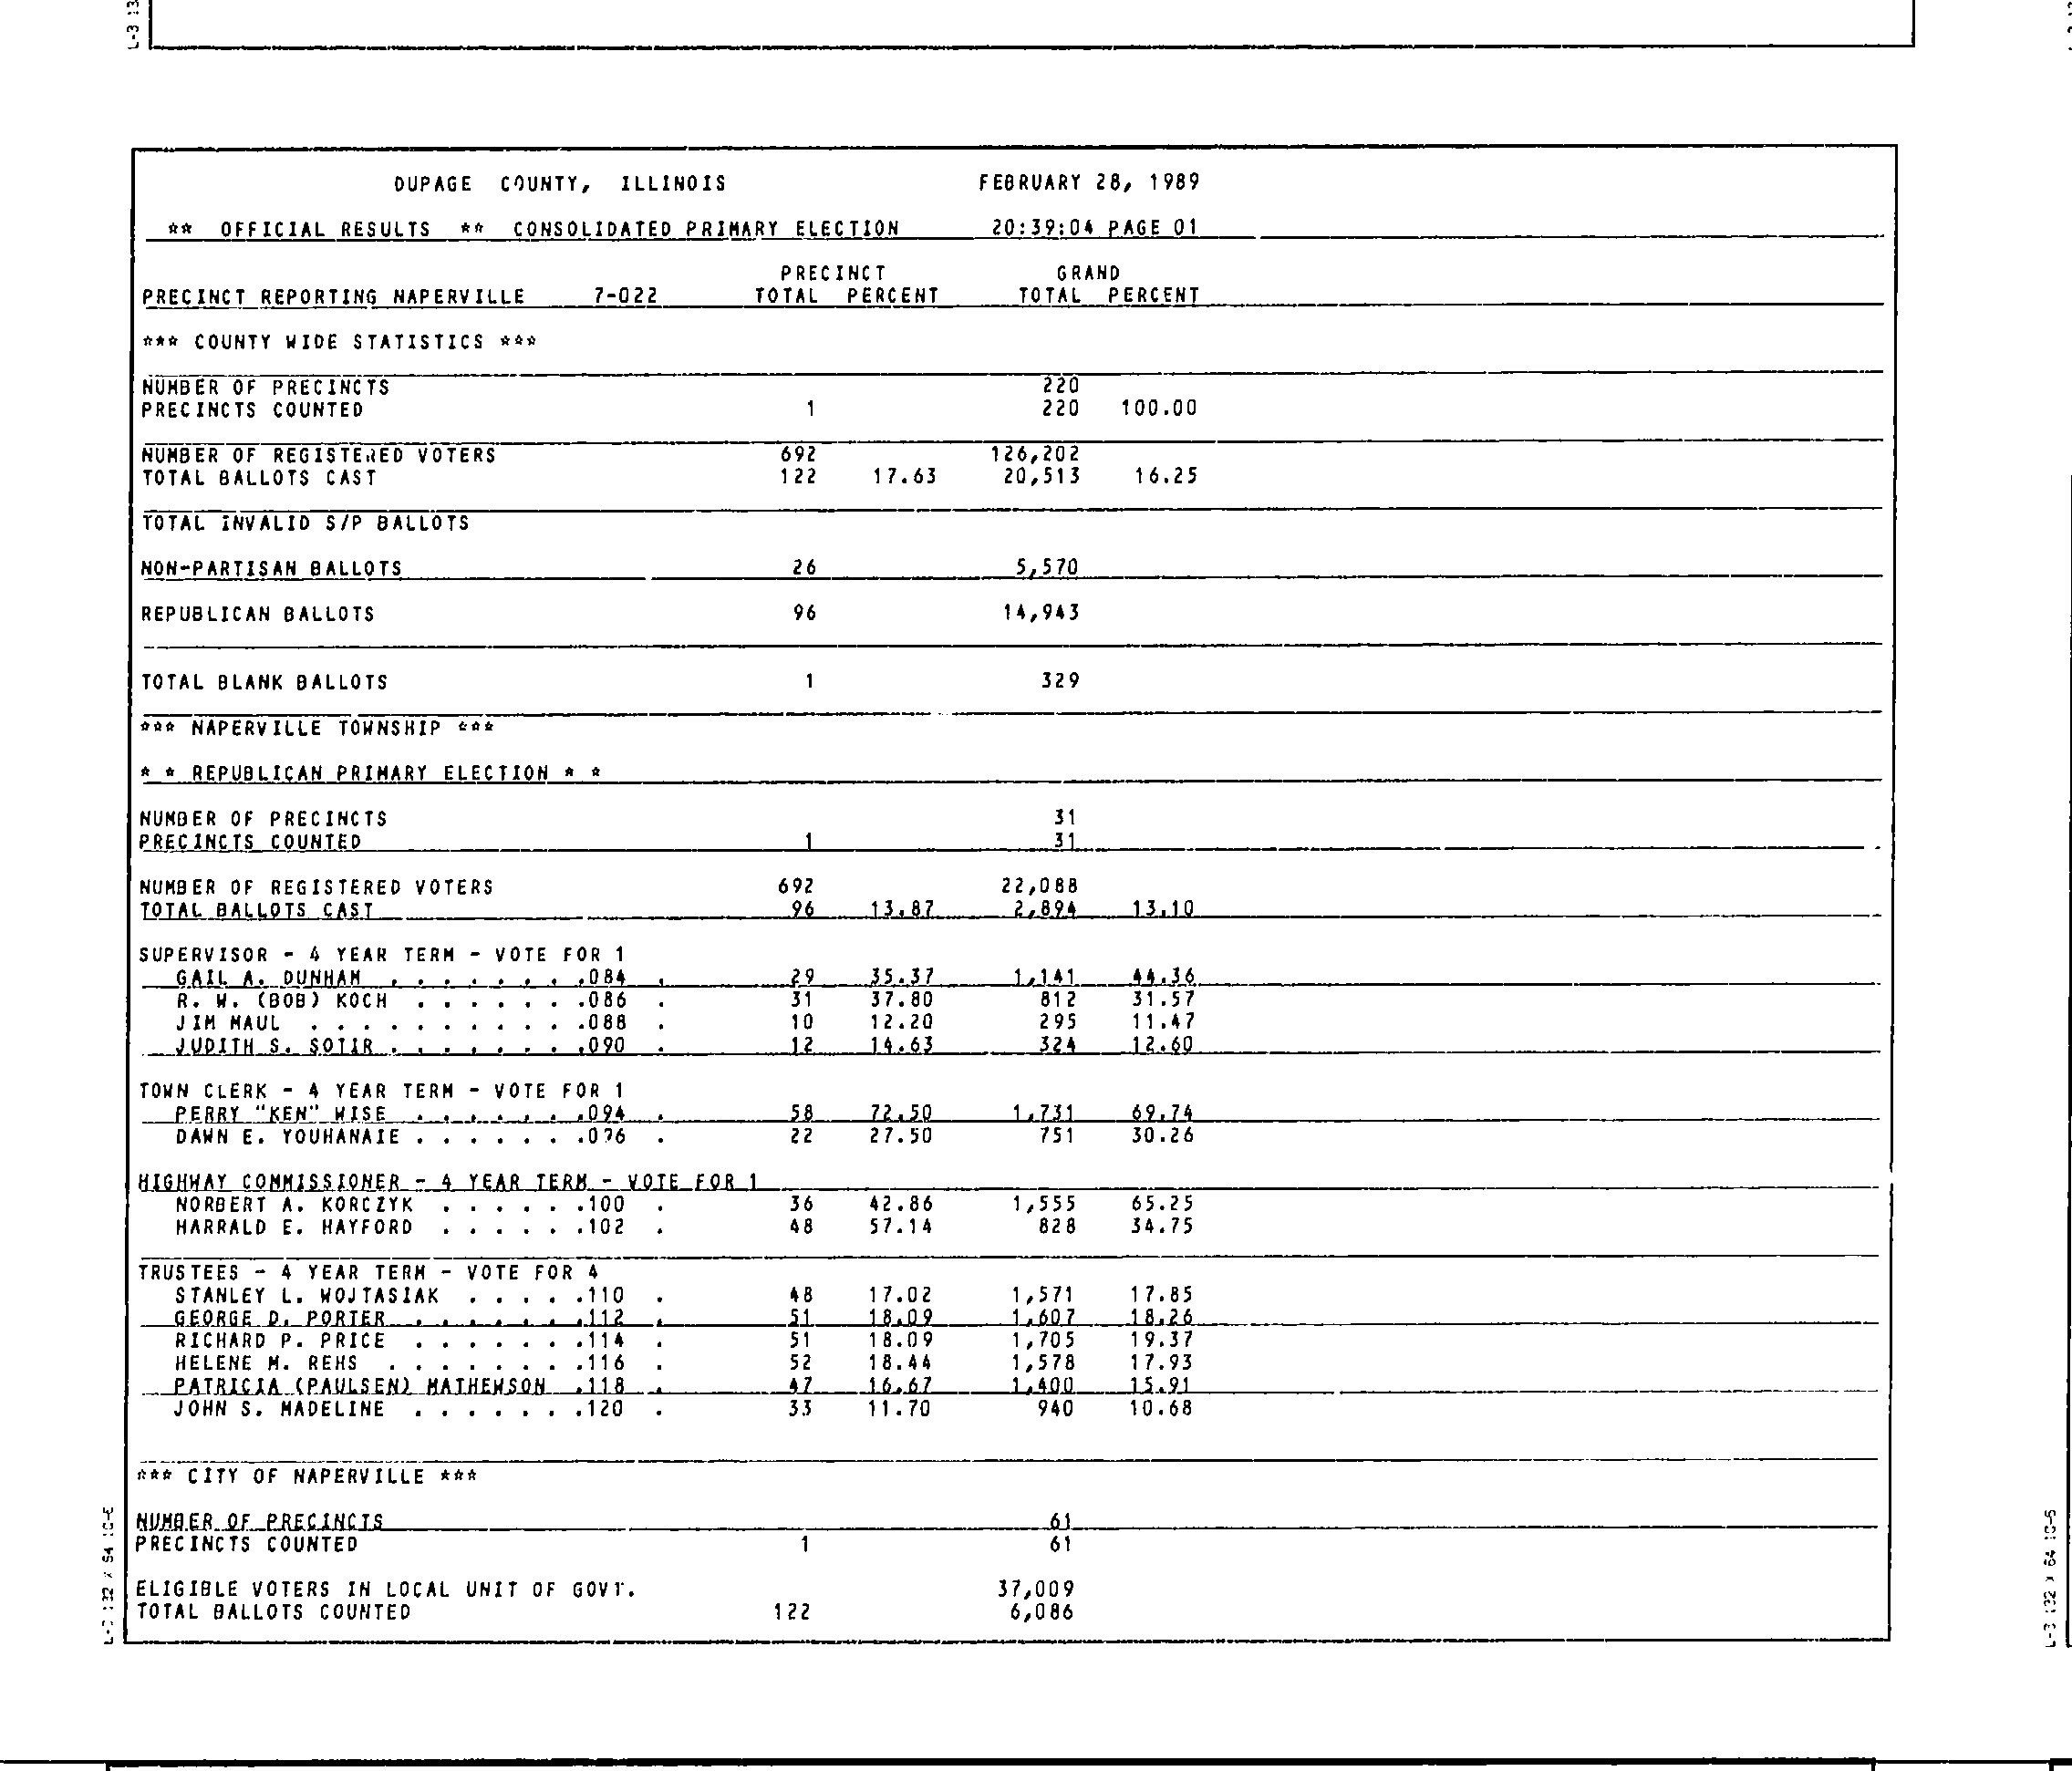 DUPAGE COUNTY, ILLINOIS FEBRUARY 28, 1989
** OFFICIAL RESULTS ** CONSOLIDATED PRIMARY ELECTION 20:39:04 PAGE 01
PRECINCT GRAND
PRECINCT REPORTING NAPERVILLE 7-022 TOTAL PERCENT TOTAL PERCENT
*** COUNTY WIDE STATISTICS ***
NUMBER OF PRECINCTS 220
PRECINCTS COUNTED 1 220 100.00
NUMBER OF REGISTERED VOTERS 692 126,202
TOTAL BALLOTS CAST 122 17.63 20,513 16.25
TOTAL INVALID S/P BALLOTS
NON-PARTISAN BALLOTS 26 5,570
REPUBLICAN BALLOTS 96 14,943
TOTAL BLANK BALLOTS 1 329
*** NAPERVILLE TOWNSHIP ***
* * REPUBLICAN PRIMARY ELECTION * *
NUMBER OF PRECINCTS 31
PRECINCTS COUNTED 1 31
NUMBER OF REGISTERED VOTERS 692 22,088
TOTAL BALLOTS CAST 96 13.87 2,894 13.10
SUPERVISOR - 4 YEAR TERM - VOTE FOR 1
GAIL A. DUNHAM . . . . . . . .084 . 29 35.37 1,141 44.36
R. W. (BOB) KOCH . . . . . . .086 . 31 37.80 812 31.57
JIM MAUL . . . . . . . . . . .088 . 10 12.20 295 11.47
JUDITH S. SOTIR . . . . . . . .090 . 12 14.63 324 12.60
TOWN CLERK - 4 YEAR TERM - VOTE FOR 1
PERRY "KEN" WISE . . . . . . .094 . 58 72.50 1,731 69.74
DAWN E. YOUHANAIE . . . . . . .096 . 22 27.50 751 30.26
HIGHWAY COMMISSIONER - 4 YEAR TERM - VOTE FOR 1
NORBERT A. KORCZYK . . . . . .100 . 36 42.86 1,555 65.25
HARRALD E. HAYFORD . . . . . .102 . 48 57.14 828 34.75
TRUSTEES - 4 YEAR TERM - VOTE FOR 4
STANLEY L. WOJTASIAK . . . . .110 . 48 17.02 1,571 17.85
GEORGE D. PORTER . . . . . . .112 . 51 18.09 1,607 18.26
RICHARD P. PRICE . . . . . . .114 . 51 18.09 1,705 19.37
HELENE M. REHS . . . . . . . .116 . 52 18.44 1,578 17.93
PATRICIA (PAULSEN) MATHEWSON .118 . 47 16.67 1,400 15.91
JOHN S. MADELINE . . . . . . .120 . 33 11.70 940 10.68
*** CITY OF NAPERVILLE ***
NUMBER OF PRECINCTS 61
PRECINCTS COUNTED 1 61
ELIGIBLE VOTERS IN LOCAL UNIT OF GOVT. 37,009
TOTAL BALLOTS COUNTED 122 6,086